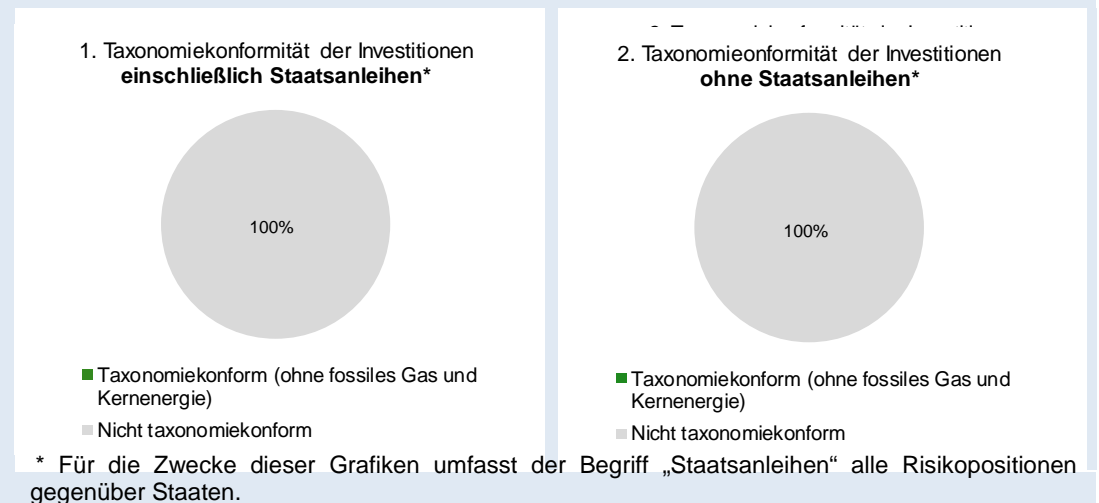 1. Taxonomiekonformität der Investitionen
einschließlich Staatsanleihen*
100%
Taxonomiekonform (ohne fossiles Gas und
Kernenergie)
Nicht taxonomiekonform
2. Taxonomieonformität der Investitionen
ohne Staatsanleihen*
100%
Taxonomiekonform (ohne fossiles Gas und
Kernenergie)
Nicht taxonomiekonform
* Für die Zwecke dieser Grafiken umfasst der Begriff „Staatsanleihen“ alle Risikopositionen
gegenüber Staaten.